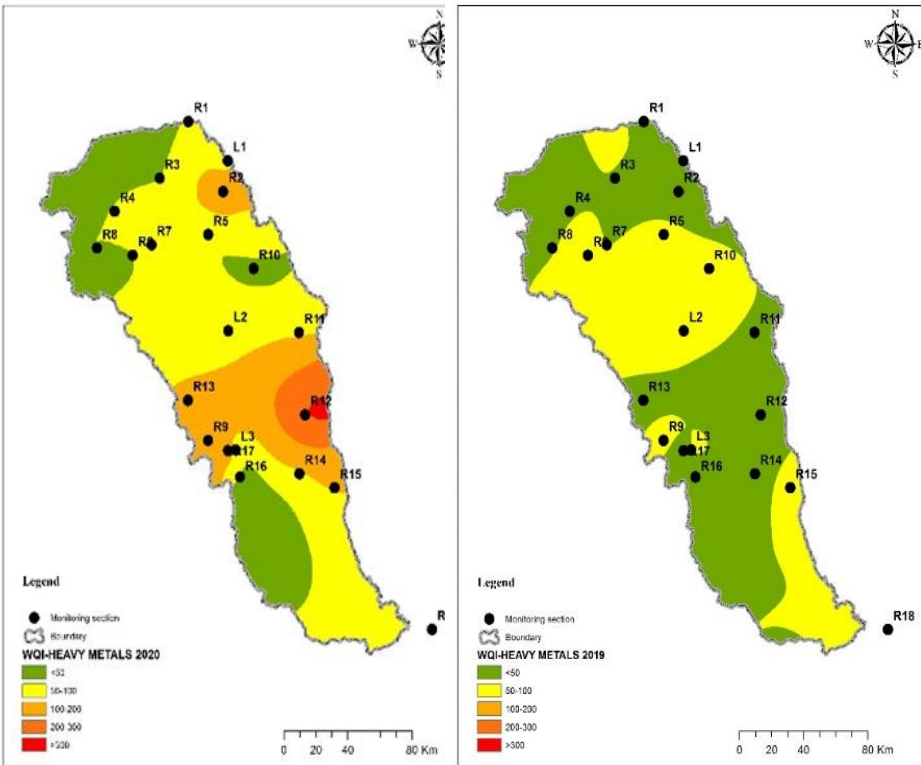 N
W
S
R1
L1
R3
R2
R4
R5
R7
R8
R10
L2
R11
R13
R12
R9
L3
R17
R14
R16
R15
R
Legend
Monitoring section
Boundary
WQI-HEAVY METALS 2020
<50
50-100
100-200
200-300
>300
0 20 40 80 Km
N
W
S
R1
L1
R3
R2
R4
R5
R7
R8
R10
L2
R11
R13
R12
R9
L3
R17
R14
R16
R15
R18
Legend
Monitoring section
Boundary
WQI-HEAVY METALS 2019
<50
50-100
100-200
200-300
>300
0 20 40 80 Km